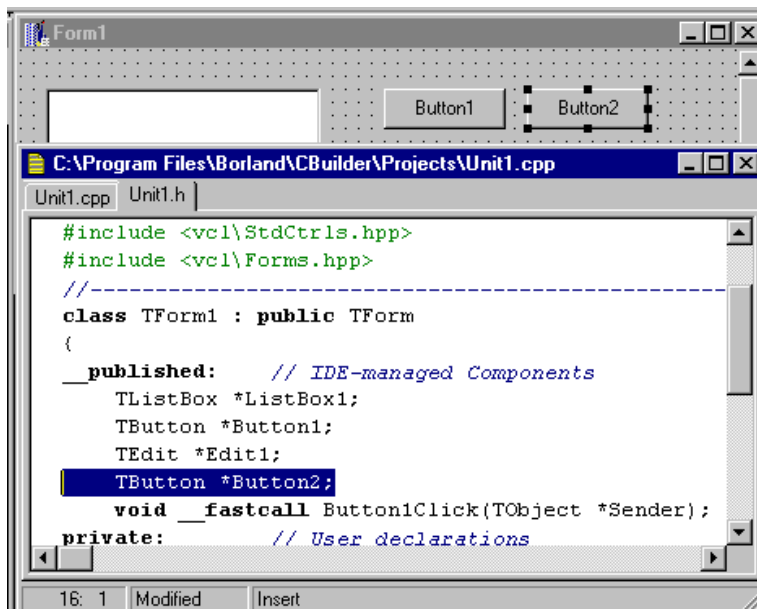 Form1
Button1 Button2
C:\Program Files\Borland\CBuilder\Projects\Unit1.cpp
Unit1.cpp Unit1.h
#include <vcl\StdCtrls.hpp>
#include <vcl\Forms.hpp>
//---------------------------------------------------
class TForm1 : public TForm
{
__published: // IDE-managed Components
TListBox *ListBox1;
TButton *Button1;
TEdit *Edit1;
TButton *Button2;
void __fastcall Button1Click(TObject *Sender);
private: // User declarations
16: 1 Modified Insert